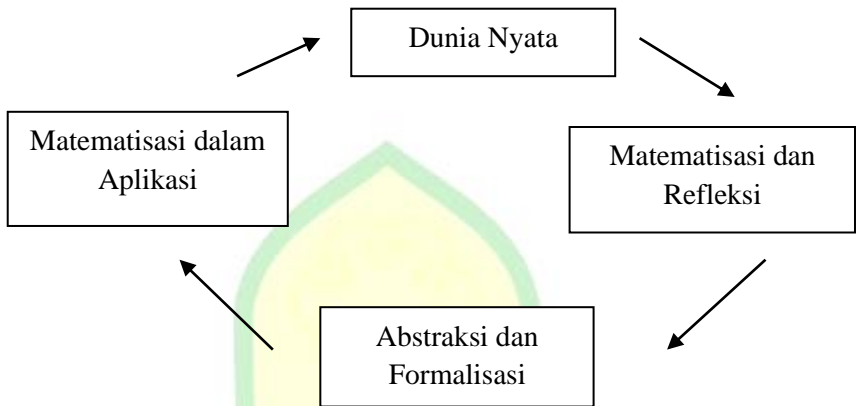 Dunia Nyata
Matematisasi dalam
Aplikasi
Matematisasi dan
Refleksi
Abstraksi dan
Formalisasi